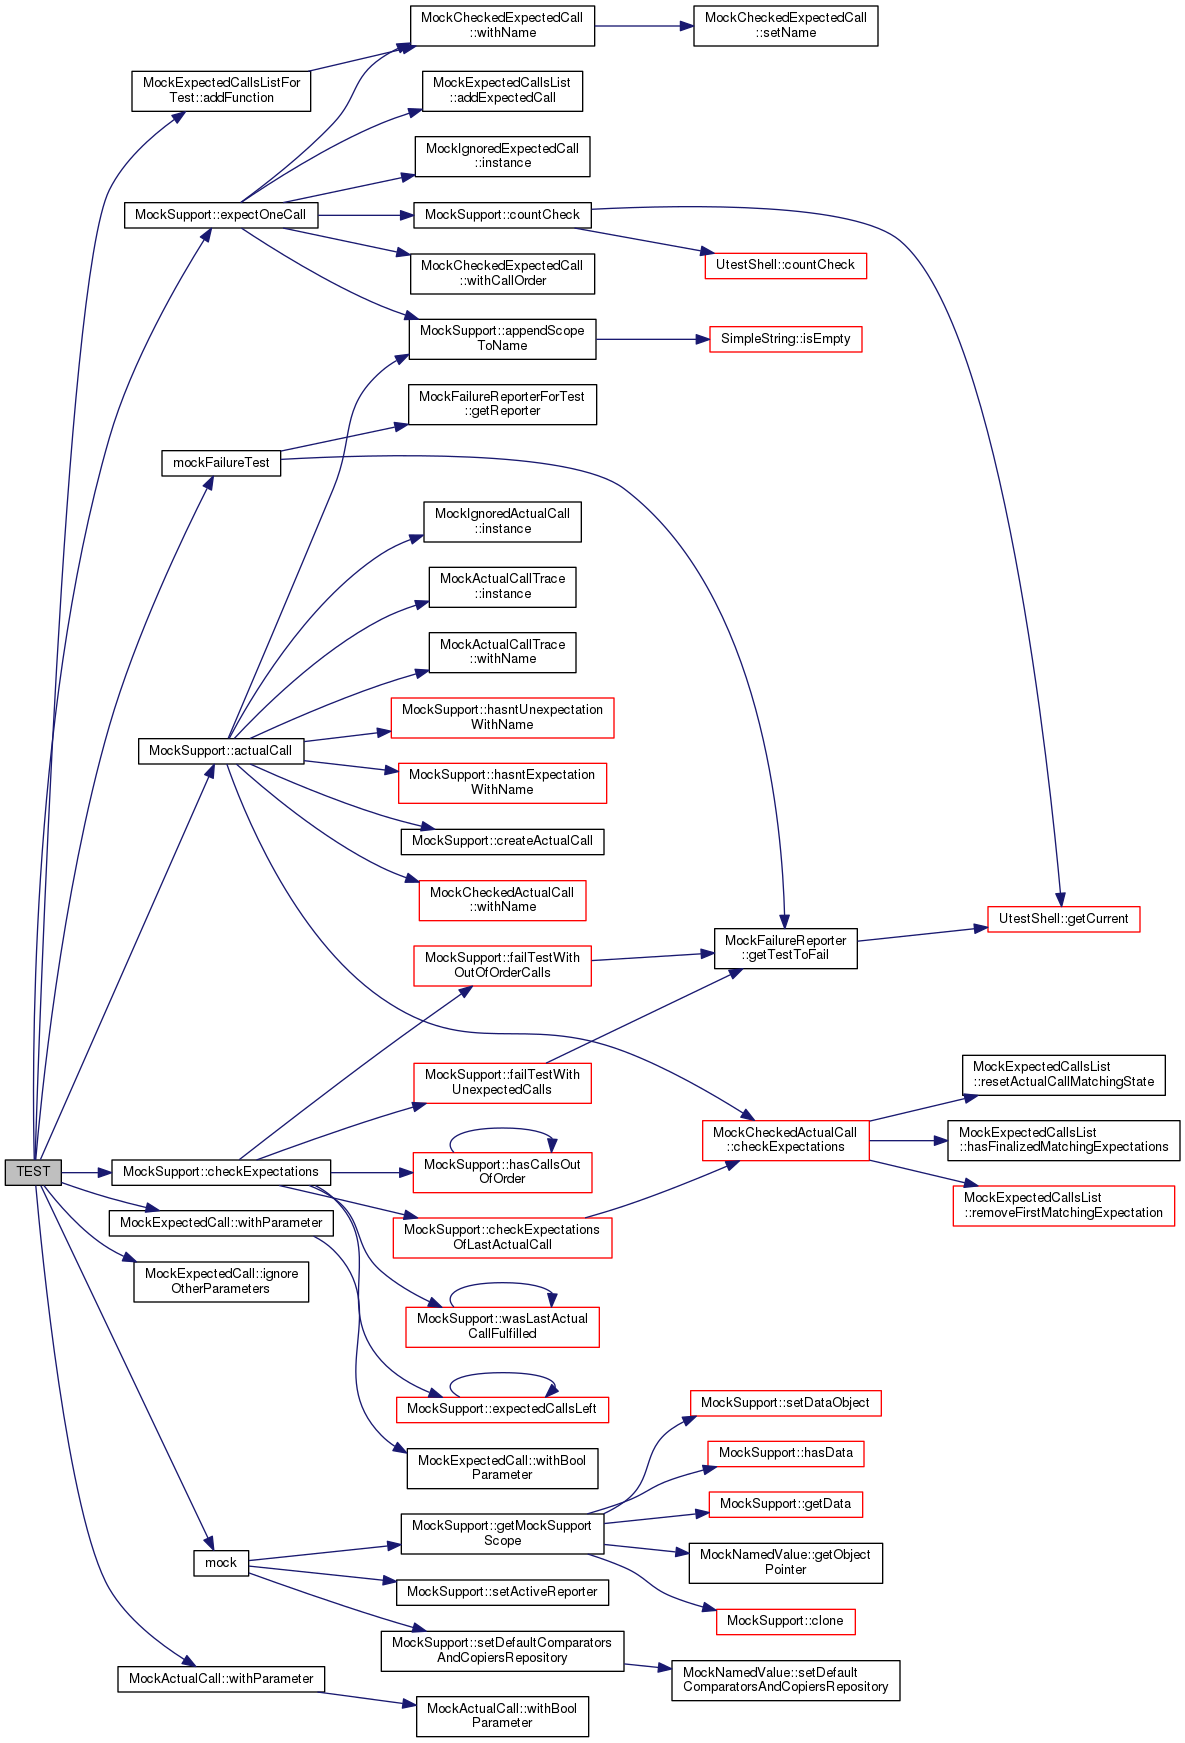 MockCheckedExpectedCall
::withName
MockCheckedExpectedCall
::setName
MockExpectedCallsListFor
Test::addFunction
MockExpectedCallsList
::addExpectedCall
MockIgnoredExpectedCall
::instance
MockSupport::expectOneCall
MockSupport::countCheck
UtestShell::countCheck
MockCheckedExpectedCall
::withCallOrder
MockSupport::appendScope
ToName
SimpleString::isEmpty
MockFailureReporterForTest
::getReporter
mockFailureTest
MockIgnoredActualCall
::instance
MockActualCallTrace
::instance
MockActualCallTrace
::withName
MockSupport::hasntUnexpectation
WithName
MockSupport::actualCall
MockSupport::hasntExpectation
WithName
MockSupport::createActualCall
MockCheckedActualCall
::withName
UtestShell::getCurrent
MockFailureReporter
::getTestToFail
MockSupport::failTestWith
OutOfOrderCalls
MockSupport::failTestWith
UnexpectedCalls
MockExpectedCallsList
::resetActualCallMatchingState
MockCheckedActualCall
::checkExpectations
MockExpectedCallsList
::hasFinalizedMatchingExpectations
TEST
MockSupport::checkExpectations
MockSupport::hasCallsOut
OfOrder
MockExpectedCallsList
::removeFirstMatchingExpectation
MockExpectedCall::withParameter
MockSupport::checkExpectations
OfLastActualCall
MockExpectedCall::ignore
OtherParameters
MockSupport::wasLastActual
CallFulfilled
MockSupport::expectedCallsLeft
MockSupport::setDataObject
MockExpectedCall::withBool
Parameter
MockSupport::hasData
MockSupport::getData
MockSupport::getMockSupport
Scope
MockNamedValue::getObject
Pointer
mock
MockSupport::setActiveReporter
MockSupport::clone
MockSupport::setDefaultComparators
AndCopiersRepository
MockNamedValue::setDefault
ComparatorsAndCopiersRepository
MockActualCall::withParameter
MockActualCall::withBool
Parameter